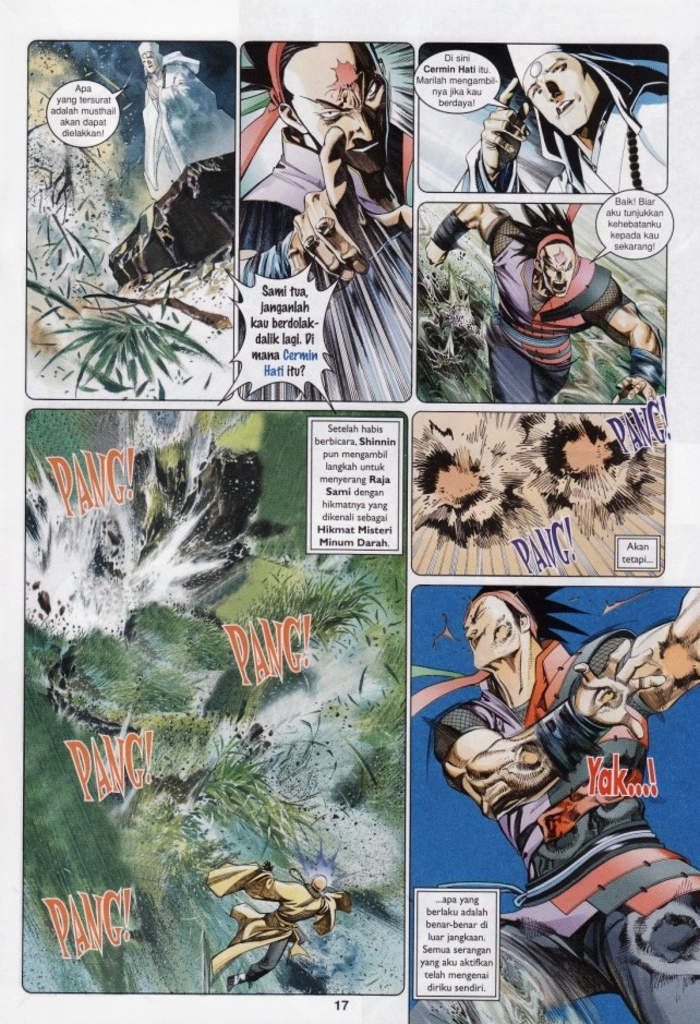 Apa
yang tersurat
adalah musthail
akan dapat
dielakkan!
Sami tua,
janganlah
kau berdolak-
dalik lagi. Di
mana Cermin
Hati itu?
Di sini
Cermin Hati itu.
Marilah mengambil-
nya jika kau
berdaya!
Baik! Biar
aku tunjukkan
kehebatanku
kepada kau
sekarang!
PANG!
Setelah habis
berbicara, Shinnin
pun mengambil
langkah untuk
menyerang Raja
Sami dengan
hikmatnya yang
dikenali sebagai
Hikmat Misteri
Minum Darah.
PANG!
PANG!
PANG!
PANG!
PANG!
Akan
tetapi...
Yak...!
...apa yang
berlaku adalah
benar-benar di
luar jangkaan.
Semua serangan
yang aku aktifkan
telah mengenai
diriku sendiri.
17